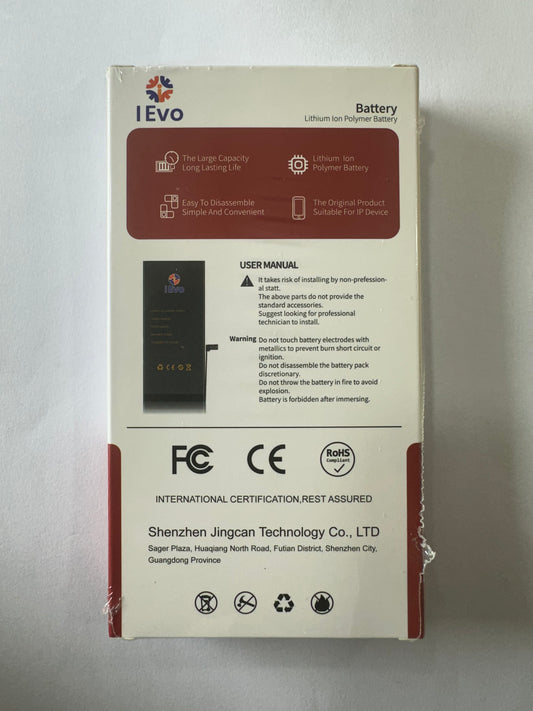 I Evo
Battery
Lithium Ion Polymer Battery
The Large Capacity
Long Lasting Life
Lithium Ion
Polymer Battery
Easy To Disassemble
Simple And Convenient
The Original Product
Suitable For IP Device
I Evo
USER MANUAL
It takes risk of installing by non-profession-
al statt.
The above parts do not provide the
standard accessories.
Suggest looking for professional
technician to install.
Warning Do not touch battery electrodes with
metallics to prevent burn short circuit or
ignition.
Do not disassemble the battery pack
discretionary.
Do not throw the battery in fire to avoid
explosion.
Battery is forbidden after immersing.
FC CE RoHS
Compliant
INTERNATIONAL CERTIFICATION,REST ASSURED
Shenzhen Jingcan Technology Co., LTD
Sager Plaza, Huaqiang North Road, Futian District, Shenzhen City,
Guangdong Province